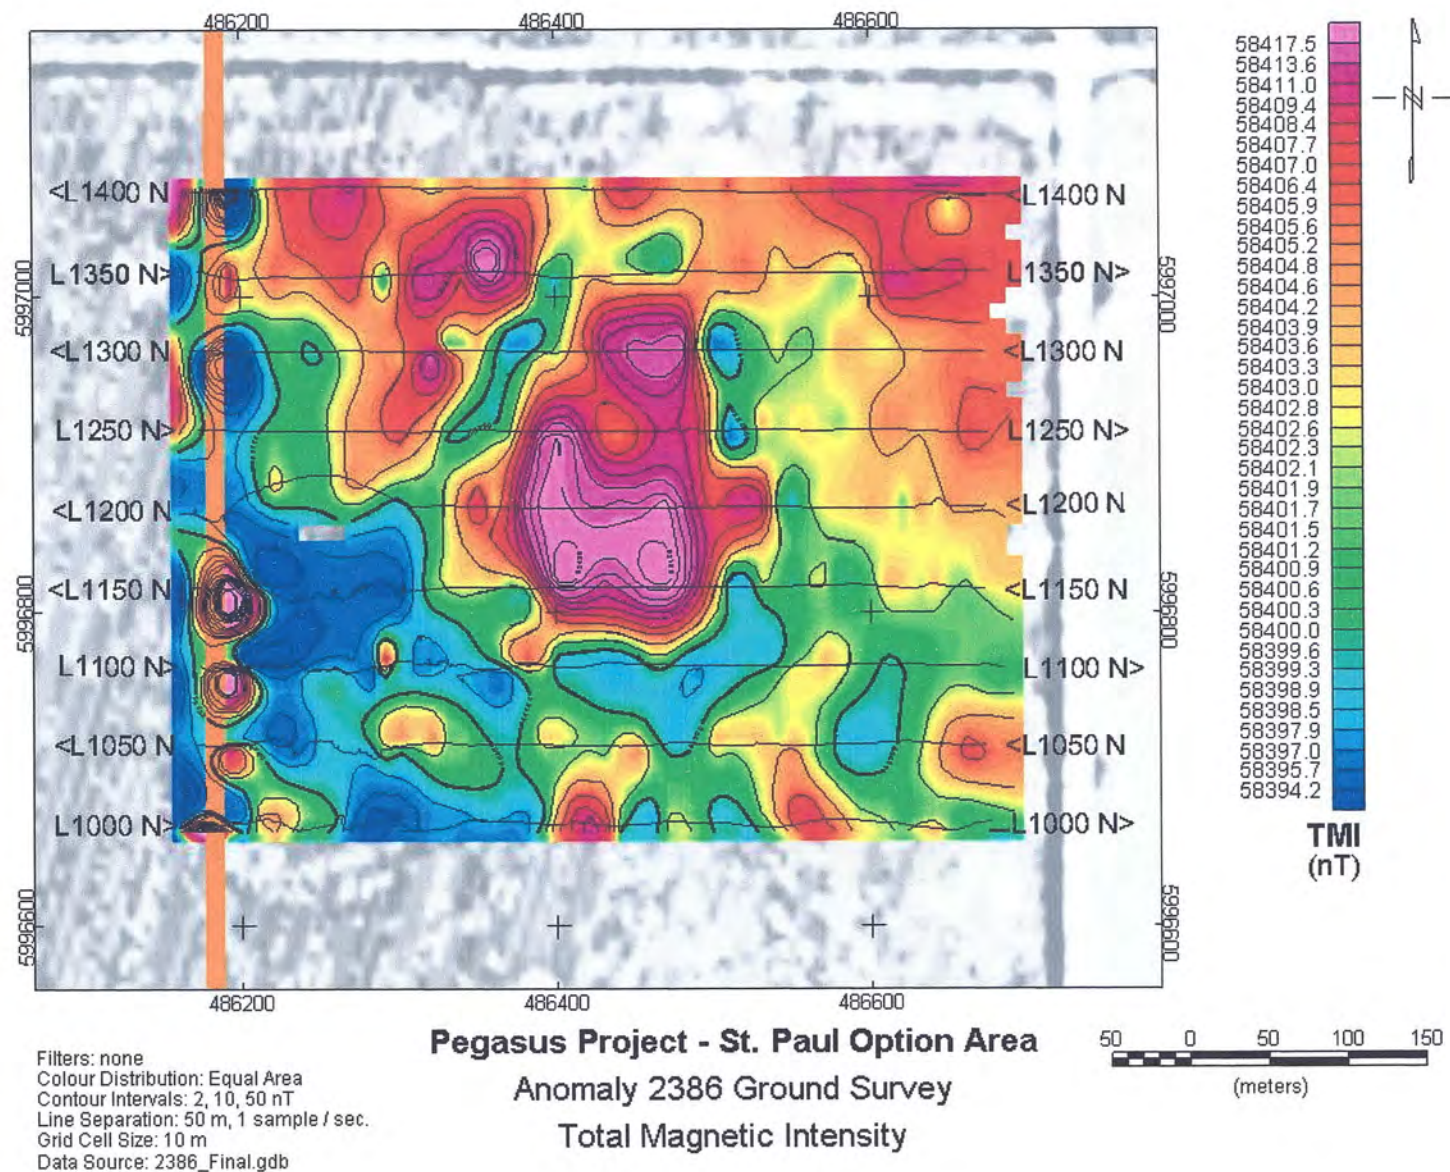 486200 486400 486600
<L1400 N <L1400 N
L1350 N> L1350 N>
5997000 5997000
<L1300 N <L1300 N
L1250 N> L1250 N>
<L1200 N <L1200 N
<L1150 N <L1150 N
5996800 5996800
L1100 N> L1100 N>
<L1050 N <L1050 N
L1000 N> L1000 N>
5996600 5996600
486200 486400 486600
58417.5
58413.6
58411.0
58409.4
58408.4
58407.7
58407.0
58406.4
58405.9
58405.6
58405.2
58404.8
58404.6
58404.2
58403.9
58403.6
58403.3
58403.0
58402.8
58402.6
58402.3
58402.1
58401.9
58401.7
58401.5
58401.2
58400.9
58400.6
58400.3
58400.0
58399.6
58399.3
58398.9
58398.5
58397.9
58397.0
58395.7
58394.2
TMI
(nT)
N
Pegasus Project - St. Paul Option Area
Anomaly 2386 Ground Survey
Total Magnetic Intensity
Filters: none
Colour Distribution: Equal Area
Contour Intervals: 2, 10, 50 nT
Line Separation: 50 m, 1 sample / sec.
Grid Cell Size: 10 m
Data Source: 2386_Final.gdb
50 0 50 100 150
(meters)